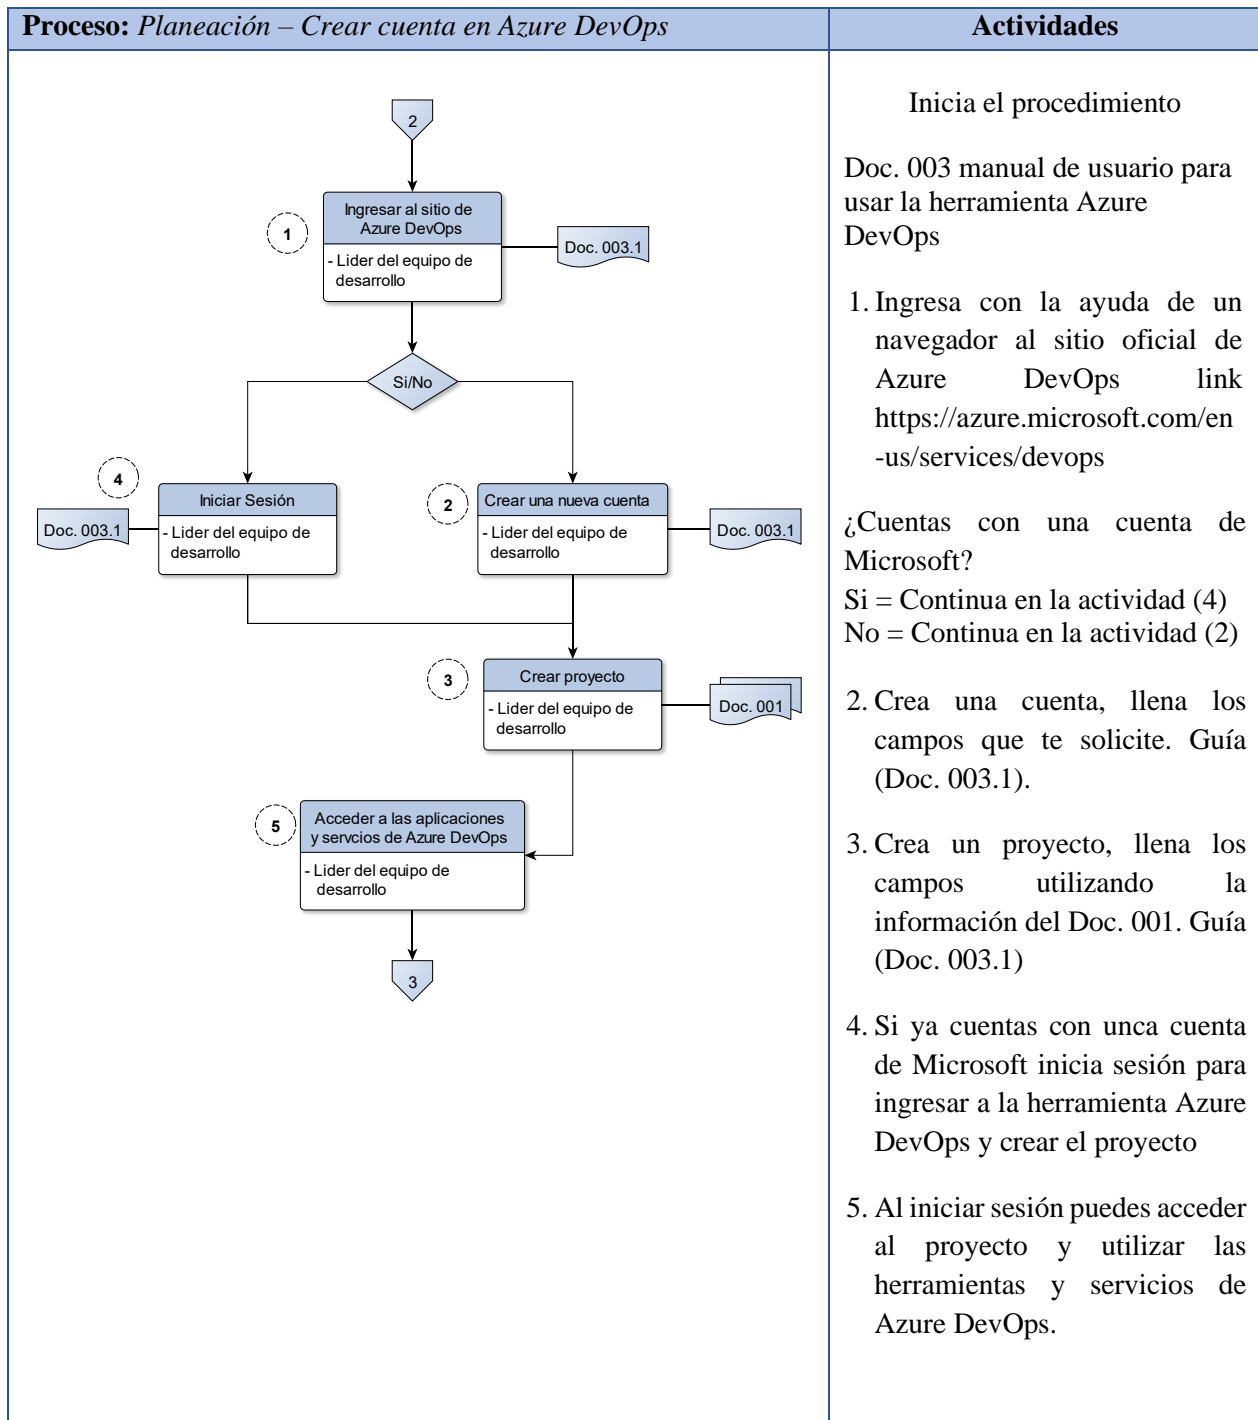 Proceso: Planeación – Crear cuenta en Azure DevOps
Actividades
2
1
Ingresar al sitio de
Azure DevOps
- Lider del equipo de
desarrollo
Doc. 003.1
Si/No
4
Iniciar Sesión
- Lider del equipo de
desarrollo
Doc. 003.1
2
Crear una nueva cuenta
- Lider del equipo de
desarrollo
Doc. 003.1
3
Crear proyecto
- Lider del equipo de
desarrollo
Doc. 001
5
Acceder a las aplicaciones
y servcios de Azure DevOps
- Lider del equipo de
desarrollo
3
Inicia el procedimiento
Doc. 003 manual de usuario para
usar la herramienta Azure
DevOps
1. Ingresa con la ayuda de un
navegador al sitio oficial de
Azure DevOps link
https://azure.microsoft.com/en
-us/services/devops
¿Cuentas con una cuenta de
Microsoft?
Si = Continua en la actividad (4)
No = Continua en la actividad (2)
2. Crea una cuenta, llena los
campos que te solicite. Guía
(Doc. 003.1).
3. Crea un proyecto, llena los
campos utilizando la
información del Doc. 001. Guía
(Doc. 003.1)
4. Si ya cuentas con unca cuenta
de Microsoft inicia sesión para
ingresar a la herramienta Azure
DevOps y crear el proyecto
5. Al iniciar sesión puedes acceder
al proyecto y utilizar las
herramientas y servicios de
Azure DevOps.